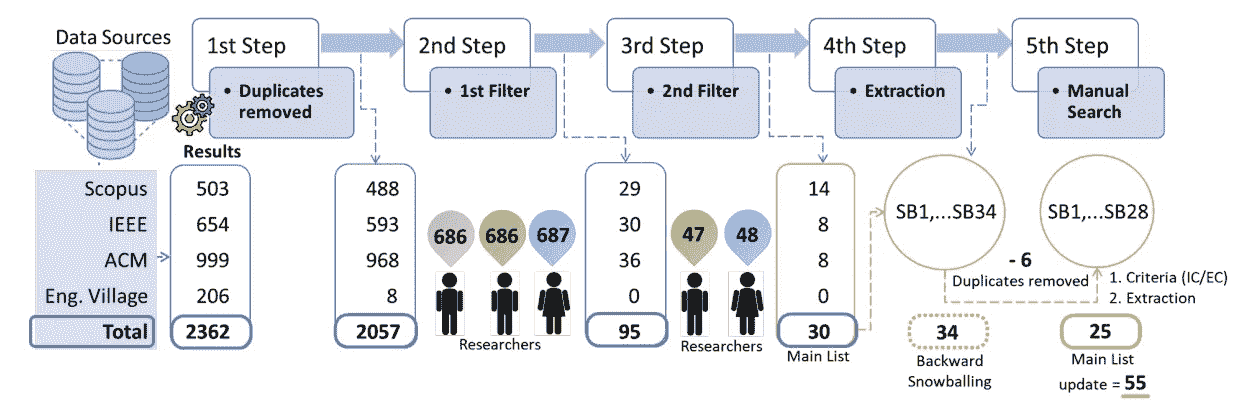 Data Sources
1st Step
• Duplicates
removed
2nd Step
• 1st Filter
3rd Step
• 2nd Filter
4th Step
• Extraction
5th Step
• Manual
Search
Results
Scopus 503 488 29 14
IEEE 654 593 30 8
ACM 999 968 36 8
Eng. Village 206 8 0 0
Total 2362 2057 95 30
686 686 687
Researchers
47 48
Researchers
Main List
SB1,...SB34
SB1,...SB28
- 6
Duplicates removed
1. Criteria (IC/EC)
2. Extraction
34
Backward
Snowballing
25
Main List
update = 55